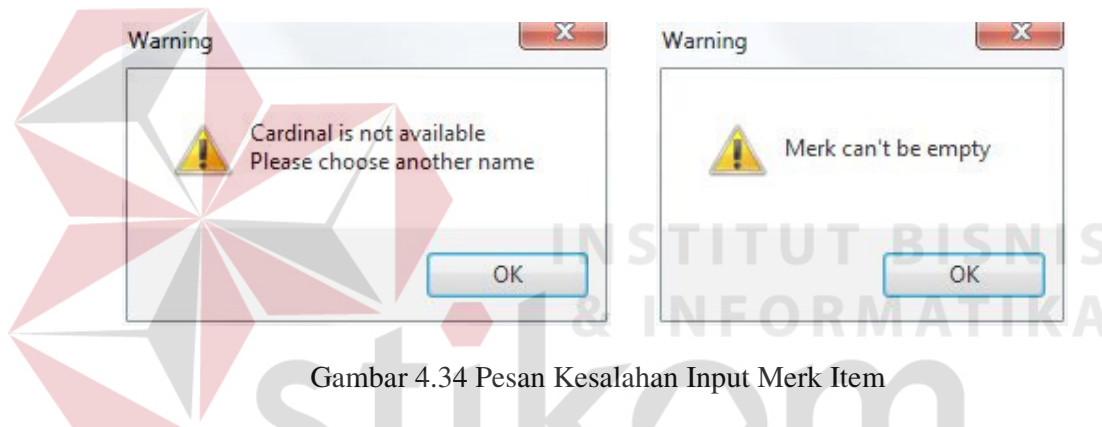 Warning
Cardinal is not available
Please choose another name
OK
Warning
Merk can't be empty
OK
INSTITUT BISNIS
& INFORMATIKA
stikom
Gambar 4.34 Pesan Kesalahan Input Merk Item